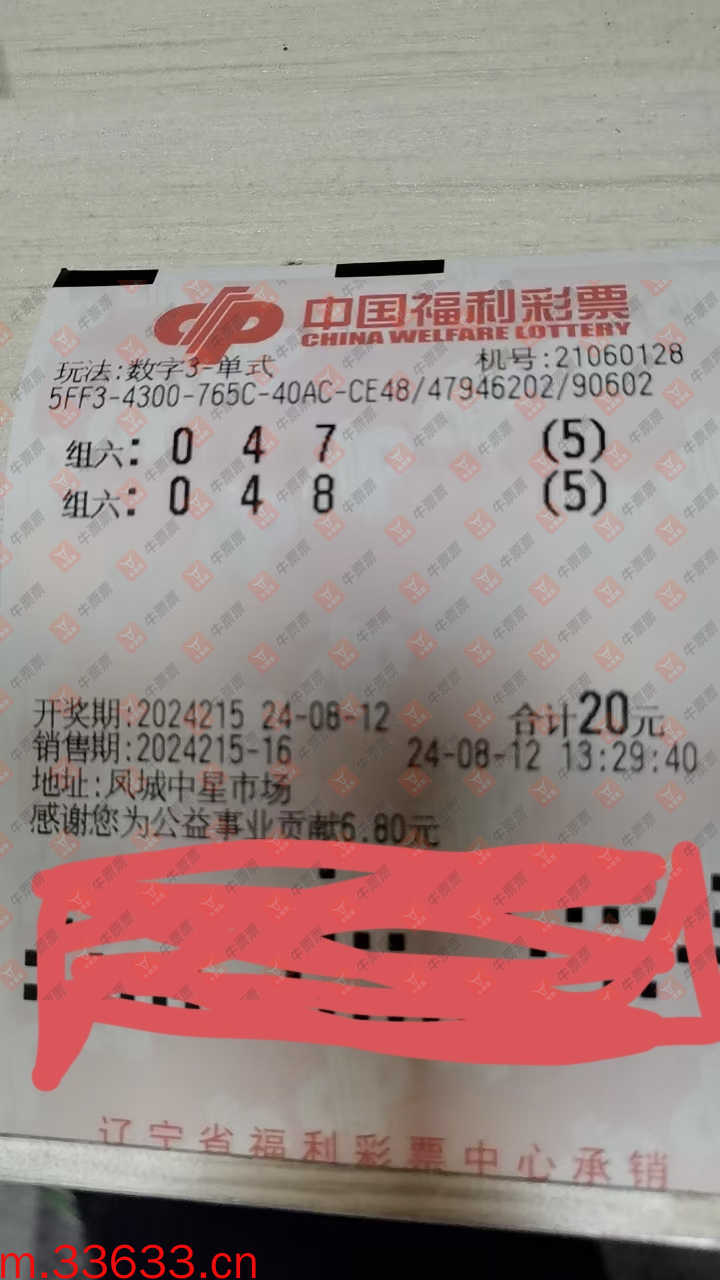 中国福利彩票
CHINA WELFARE LOTTERY
玩法:数字3-单式 机号:21060128
5FF3-4300-765C-40AC-CE48/47946202/90602
组六: 0 4 7 (5)
组六: 0 4 8 (5)
开奖期:2024215 24-08-12 合计20元
销售期:2024215-16 24-08-12 13:29:40
地址:凤城中星市场
感谢您为公益事业贡献6.80元
辽宁省福利彩票中心承销
牛票票
m.33633.cn